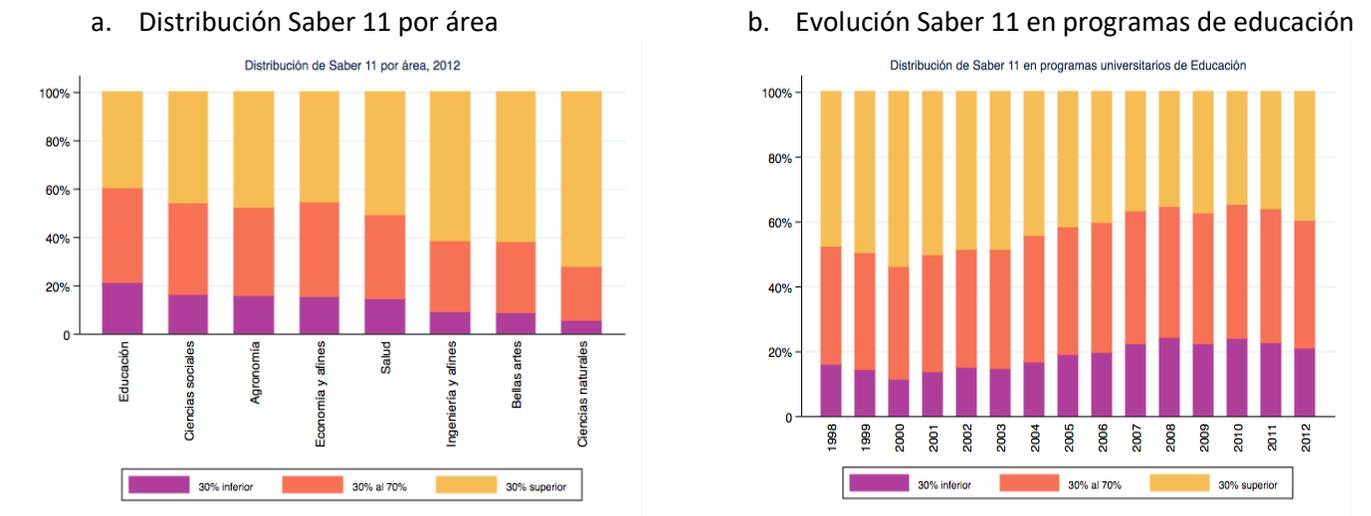 a. Distribución Saber 11 por área
Distribución de Saber 11 por área, 2012
100%
80%
60%
40%
20%
0
Educación
Ciencias sociales
Agronomía
Economía y afines
Salud
Ingeniería y afines
Bellas artes
Ciencias naturales
30% inferior
30% al 70%
30% superior
b. Evolución Saber 11 en programas de educación
Distribución de Saber 11 en programas universitarios de Educación
100%
80%
60%
40%
20%
0
1998
1999
2000
2001
2002
2003
2004
2005
2006
2007
2008
2009
2010
2011
2012
30% inferior
30% al 70%
30% superior